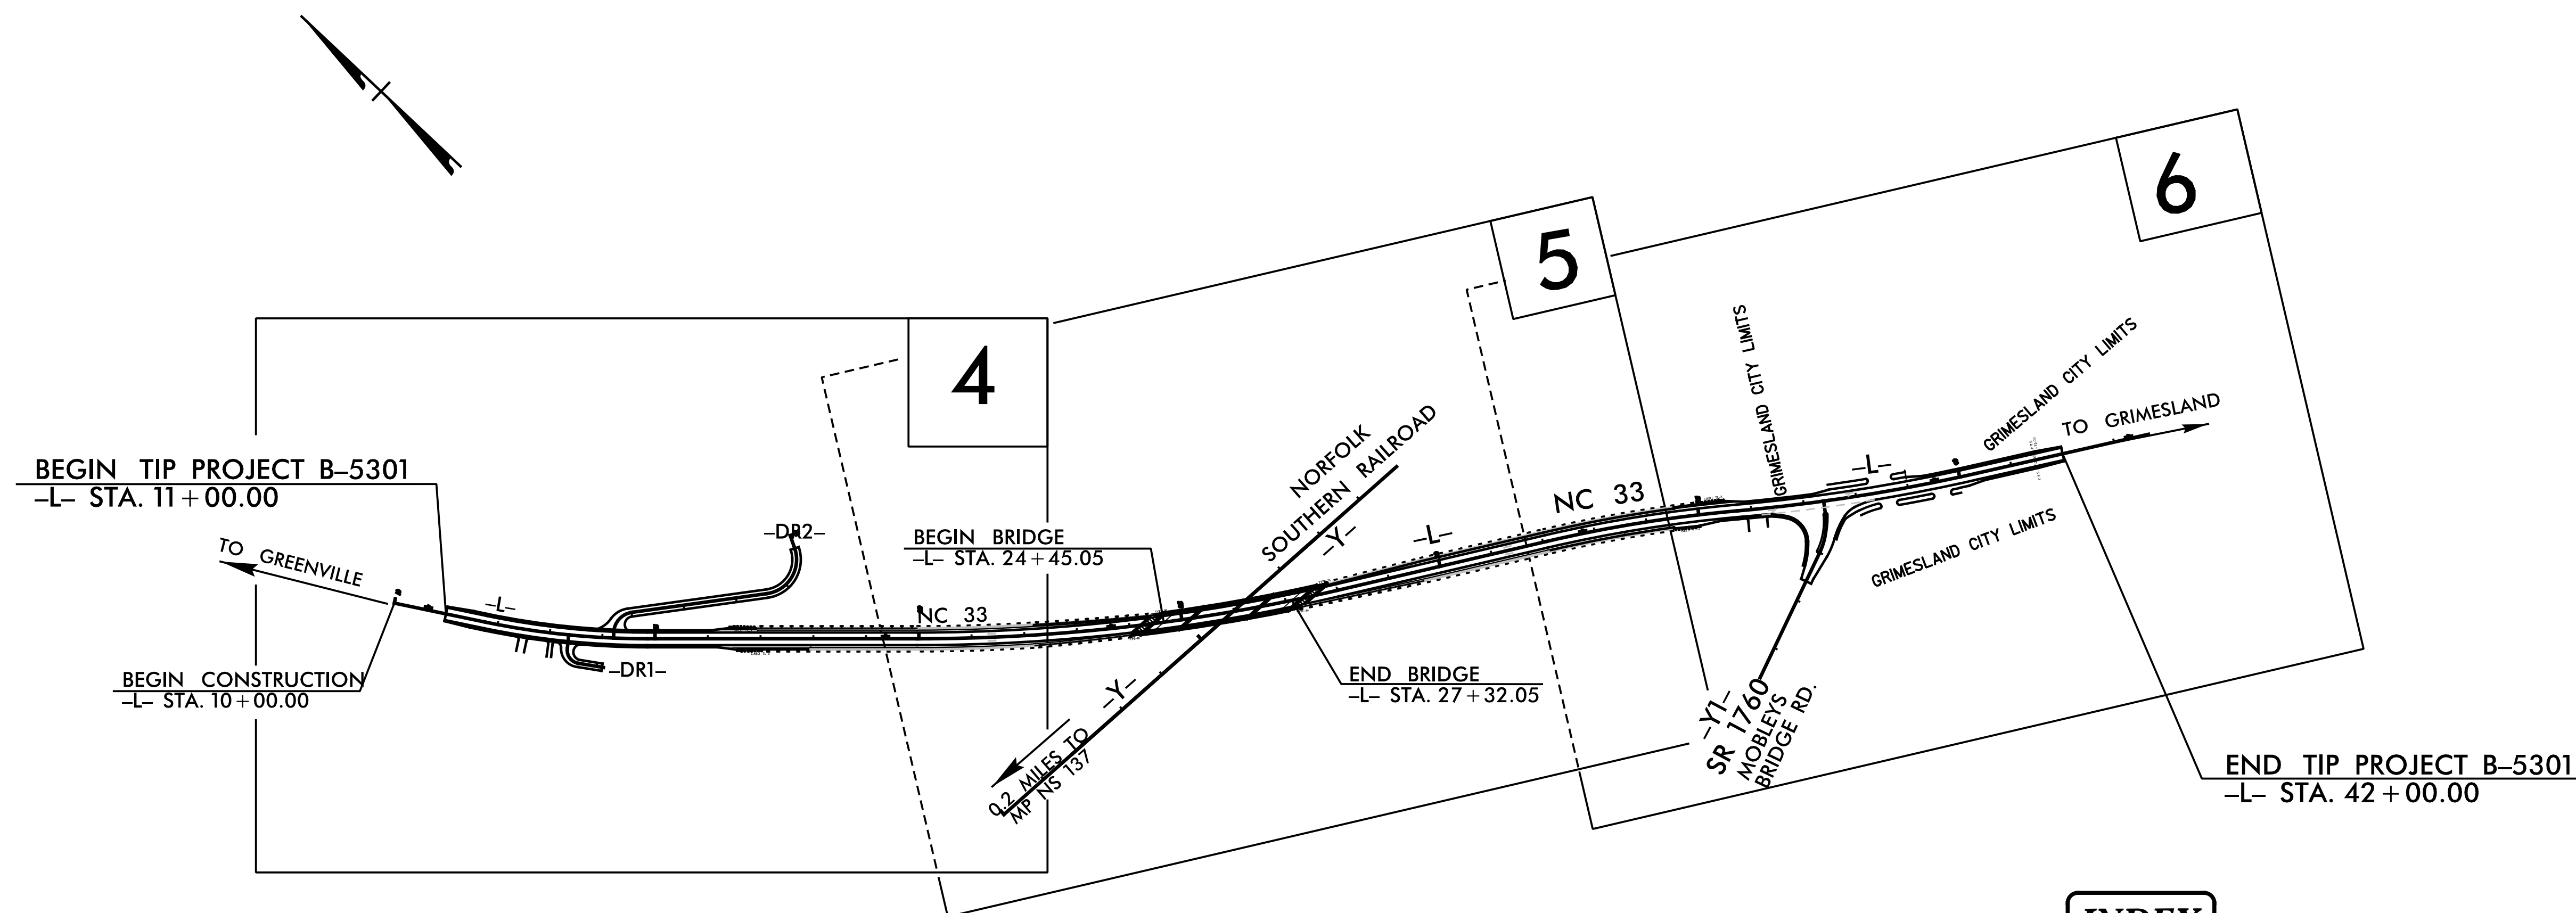 6
5
4
GRIMESLAND CITY LIMITS
GRIMESLAND CITY LIMITS
TO GRIMESLAND
NORFOLK
SOUTHERN RAILROAD
-Y-
-L-
NC 33
-L-
GRIMESLAND CITY LIMITS
BEGIN TIP PROJECT B-5301
-L- STA. 11+00.00
TO GREENVILLE
-L-
-DR2-
BEGIN BRIDGE
-L- STA. 24+45.05
NC 33
-DR1-
BEGIN CONSTRUCTION
-L- STA. 10+00.00
END BRIDGE
-L- STA. 27+32.05
-Y-
0.2 MILES TO
MP NS 137
-Y1-
SR 1760
MOBLEYS
BRIDGE RD.
END TIP PROJECT B-5301
-L- STA. 42+00.00
INDEX